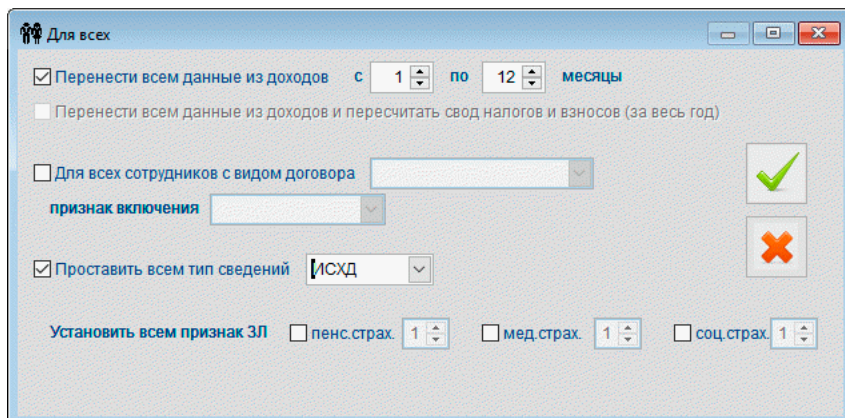 Для всех
Перенести всем данные из доходов с 1 по 12 месяцы
Перенести всем данные из доходов и пересчитать свод налогов и взносов (за весь год)
Для всех сотрудников с видом договора
признак включения
Проставить всем тип сведений ИСХД
Установить всем признак ЗЛ пенс.страх. 1 мед.страх. 1 соц.страх. 1